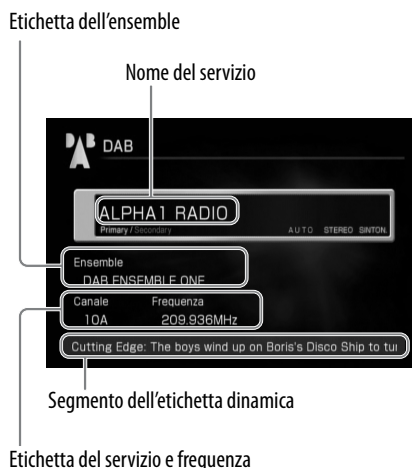 Etichetta dell'ensemble
Nome del servizio
DAB
ALPHA1 RADIO
Primary / Secondary AUTO STEREO SINTON.
Ensemble
DAB ENSEMBLE ONE
Canale Frequenza
10A 209.936MHz
Cutting Edge: The boys wind up on Boris's Disco Ship to tur
Segmento dell'etichetta dinamica
Etichetta del servizio e frequenza